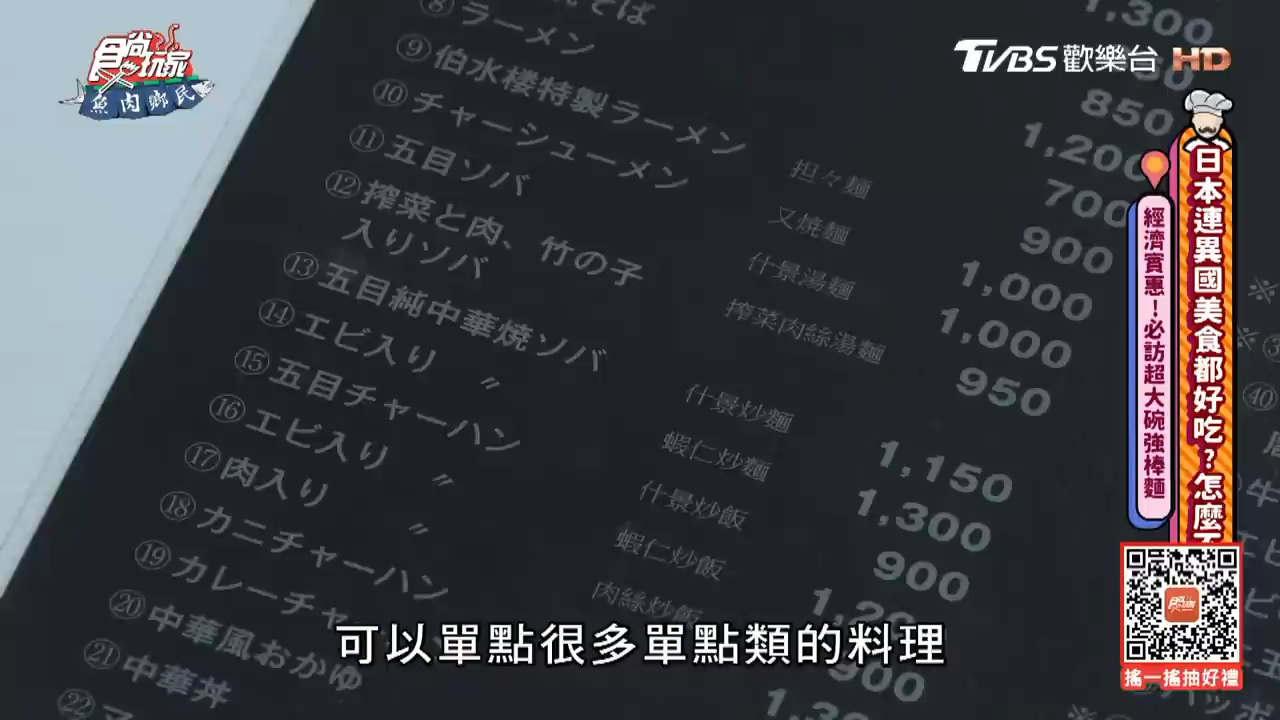 食尚玩家
魚肉鄉民
TVBS歡樂台 HD
日本連異國美食都好吃?怎麼
經濟實惠!必訪超大碗強棒麵
そば 1,300
⑧ラーメン
⑨伯水楼特製ラーメン 850
⑩チャーシューメン 担々麵 1,200
⑪五目ソバ 叉燒麵 700
⑫搾菜と肉、竹の子 什景湯麵 900
入りソバ 搾菜肉絲湯麵 1,000
⑬五目純中華焼ソバ 什景炒麵 1,000
⑭エビ入り 〃 蝦仁炒麵 950
⑮五目チャーハン 什景炒飯 1,150
⑯エビ入り 〃 蝦仁炒飯 1,300
⑰肉入り 〃 肉絲炒飯 900
⑱カニチャーハン
⑲カレーチャ
⑳中華風おかゆ 900
㉑中華丼
㉒
㊵
可以單點很多單點類的料理
搖一搖抽好禮